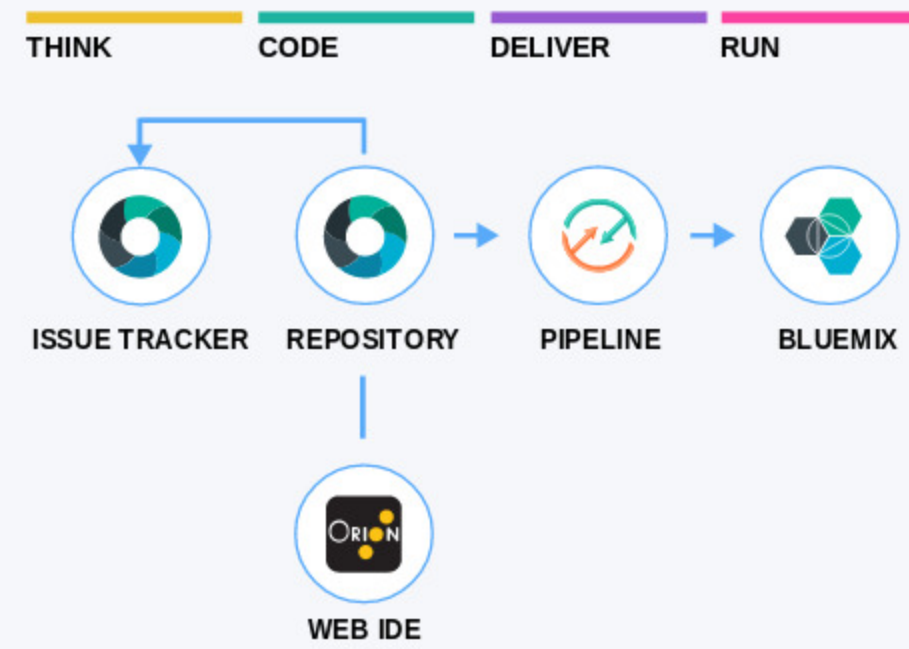 THINK
CODE
DELIVER
RUN
ISSUE TRACKER
REPOSITORY
PIPELINE
BLUEMIX
ORION
WEB IDE